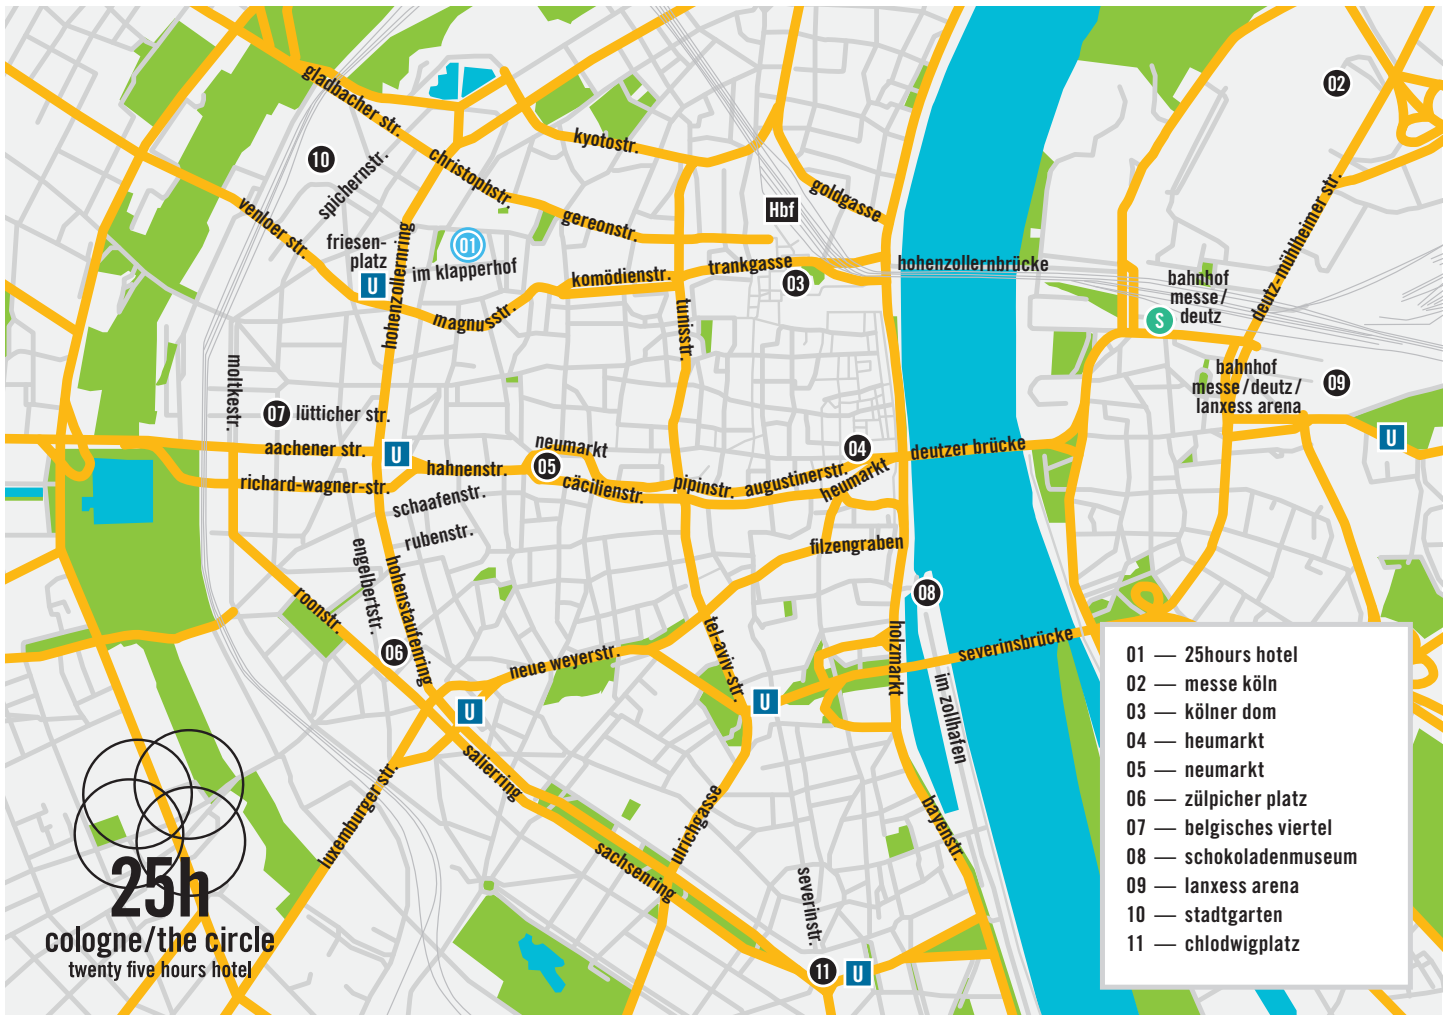 02
gladbacher str.
kyotostr.
10
spichernstr.
christophstr.
goldgasse
deutz-mühlheimer str.
venloer str.
Hbf
gereonstr.
friesen-
platz
U
hohenzollernring
01
im klapperhof
komödienstr.
trankgasse
03
hohenzollernbrücke
bahnhof
messe/
deutz
S
magnusstr.
tunisstr.
moltkestr.
bahnhof
messe/deutz/
lanxess arena
09
07 lütticher str.
aachener str.
U
hahnenstr.
neumarkt
05
04
deutzer brücke
U
richard-wagner-str.
cäcilienstr.
pipinstr.
augustinerstr.
heumarkt
schaafenstr.
rubenstr.
filzengraben
engelbertstr.
hohenstaufenring
roonstr.
08
06
neue weyerstr.
tel-aviv-str.
holzmarkt
severinsbrücke
im zollhafen
U
U
salierring
luxemburger str.
ulrichgasse
bayenstr.
sachsenring
severinstr.
11
U
25h
cologne/the circle
twenty five hours hotel
01 — 25hours hotel
02 — messe köln
03 — kölner dom
04 — heumarkt
05 — neumarkt
06 — zülpicher platz
07 — belgisches viertel
08 — schokoladenmuseum
09 — lanxess arena
10 — stadtgarten
11 — chlodwigplatz